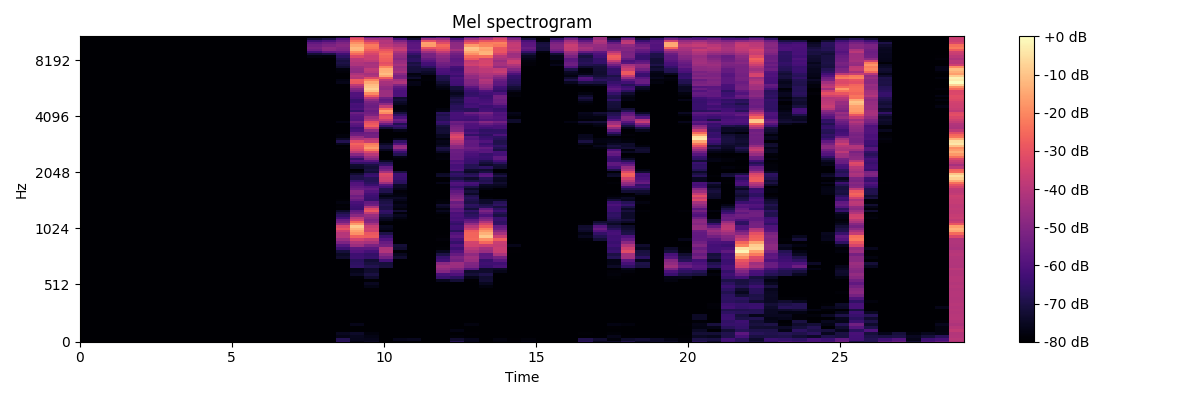 Mel spectrogram
8192
4096
2048
1024
512
0
Hz
0 5 10 15 20 25
Time
+0 dB
-10 dB
-20 dB
-30 dB
-40 dB
-50 dB
-60 dB
-70 dB
-80 dB